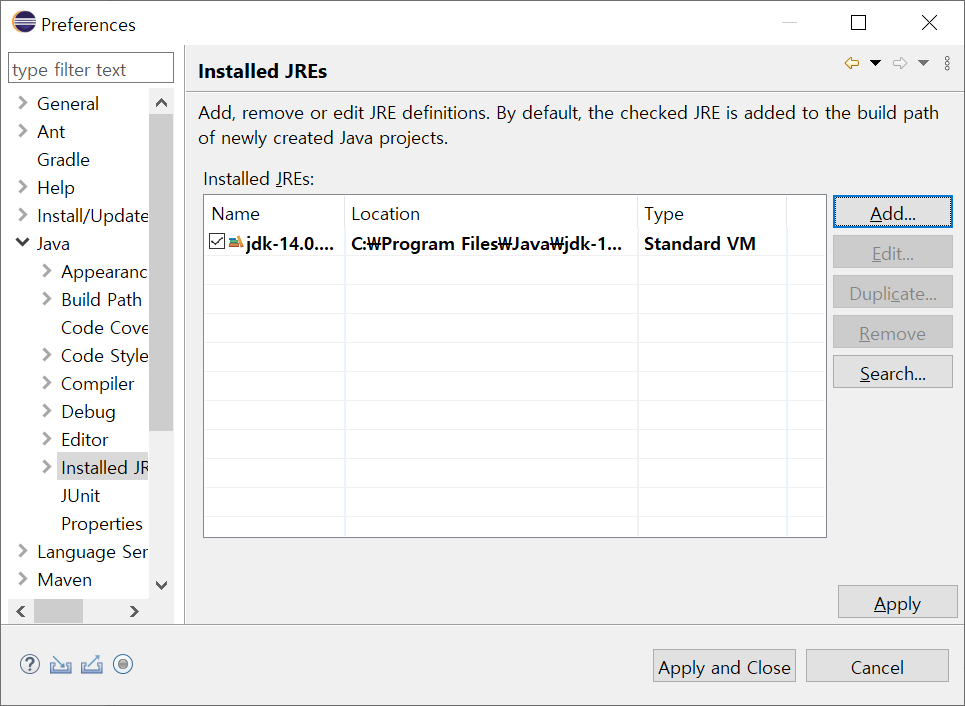 Preferences
type filter text
General
Ant
Gradle
Help
Install/Update
Java
Appearanc
Build Path
Code Cove
Code Style
Compiler
Debug
Editor
Installed JR
JUnit
Properties
Language Ser
Maven
Installed JREs
Add, remove or edit JRE definitions. By default, the checked JRE is added to the build path
of newly created Java projects.
Installed JREs:
Name Location Type
jdk-14.0.... C:₩Program Files₩Java₩jdk-1... Standard VM
Add...
Edit...
Duplicate...
Remove
Search...
Apply
?
Apply and Close Cancel